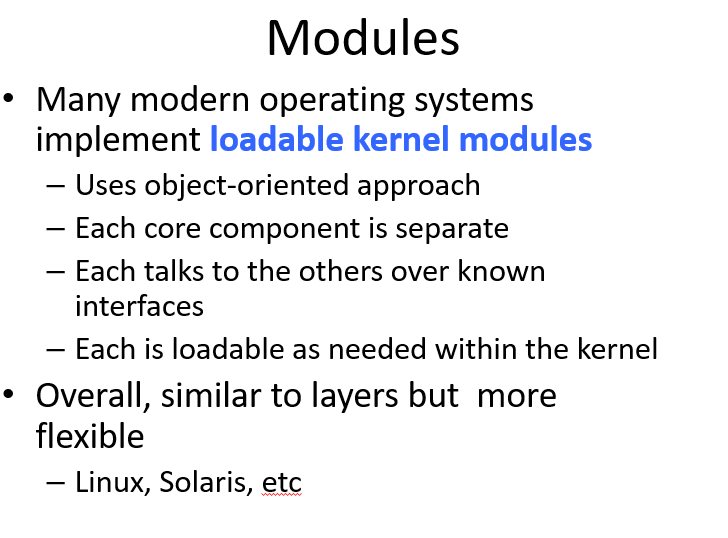 Modules
• Many modern operating systems
implement loadable kernel modules
– Uses object-oriented approach
– Each core component is separate
– Each talks to the others over known
interfaces
– Each is loadable as needed within the kernel
• Overall, similar to layers but  more
flexible
– Linux, Solaris, etc